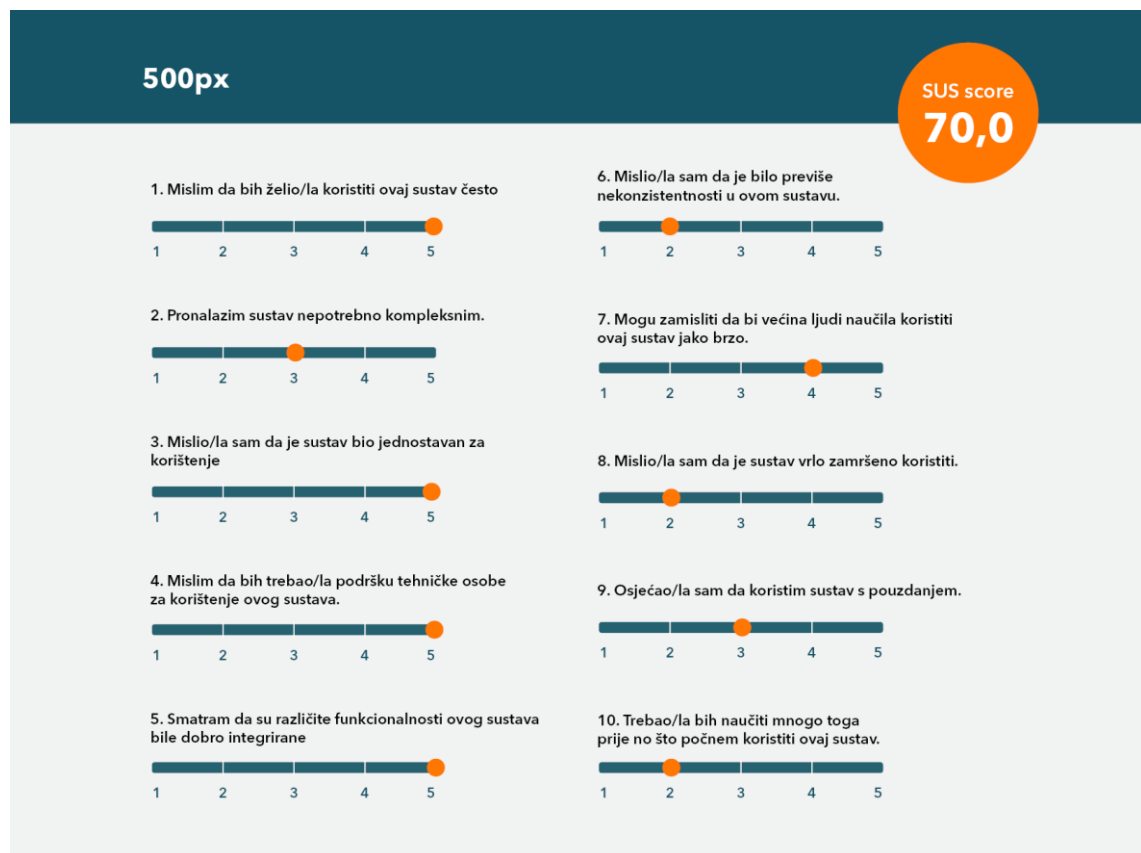 500px
SUS score
70,0
1. Mislim da bih želio/la koristiti ovaj sustav često
1 2 3 4 5
2. Pronalazim sustav nepotrebno kompleksnim.
1 2 3 4 5
3. Mislio/la sam da je sustav bio jednostavan za
korištenje
1 2 3 4 5
4. Mislim da bih trebao/la podršku tehničke osobe
za korištenje ovog sustava.
1 2 3 4 5
5. Smatram da su različite funkcionalnosti ovog sustava
bile dobro integrirane
1 2 3 4 5
6. Mislio/la sam da je bilo previše
nekonzistentnosti u ovom sustavu.
1 2 3 4 5
7. Mogu zamisliti da bi većina ljudi naučila koristiti
ovaj sustav jako brzo.
1 2 3 4 5
8. Mislio/la sam da je sustav vrlo zamršeno koristiti.
1 2 3 4 5
9. Osjećao/la sam da koristim sustav s pouzdanjem.
1 2 3 4 5
10. Trebao/la bih naučiti mnogo toga
prije no što počnem koristiti ovaj sustav.
1 2 3 4 5